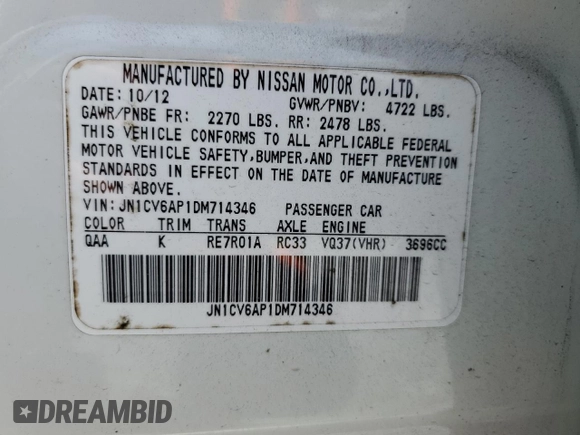 MANUFACTURED BY NISSAN MOTOR CO.,LTD.
DATE: 10/12 GVWR/PNBV: 4722 LBS.
GAWR/PNBE FR: 2270 LBS. RR: 2478 LBS.
THIS VEHICLE CONFORMS TO ALL APPLICABLE FEDERAL
MOTOR VEHICLE SAFETY,BUMPER,AND THEFT PREVENTION
STANDARDS IN EFFECT ON THE DATE OF MANUFACTURE
SHOWN ABOVE.
VIN: JN1CV6AP1DM714346 PASSENGER CAR
COLOR TRIM TRANS AXLE ENGINE
QAA K RE7R01A RC33 VQ37(VHR) 3696CC
JN1CV6AP1DM714346
DREAMBID